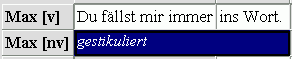 Max [v] Du fällst mir immer ins Wort.
Max [nv] gestikuliert